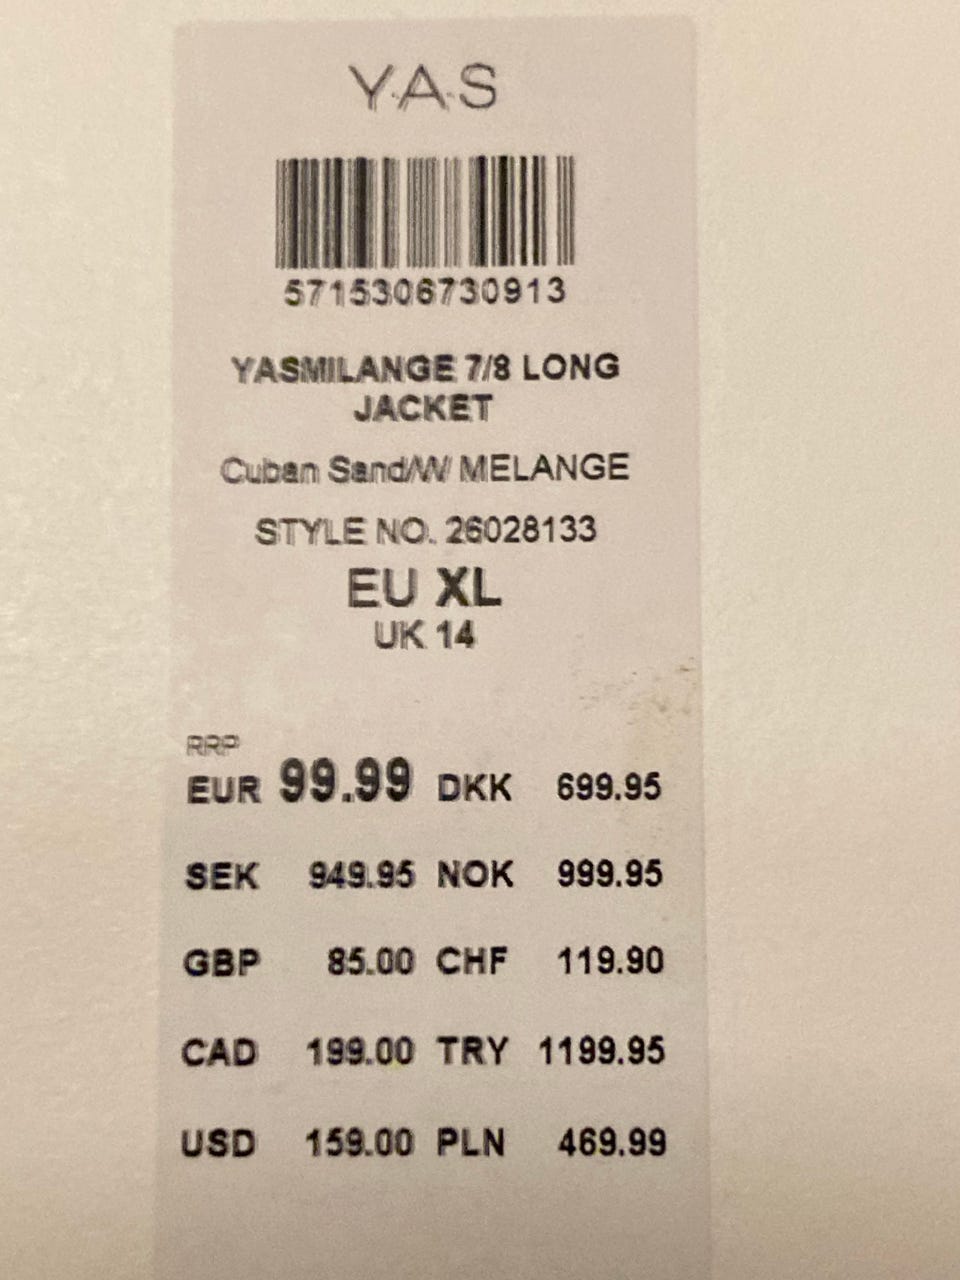 Y.A.S
5715306730913
YASMILANGE 7/8 LONG
JACKET
Cuban Sand/W/ MELANGE
STYLE NO. 26028133
EU XL
UK 14
RRP
EUR 99.99 DKK 699.95
SEK 949.95 NOK 999.95
GBP 85.00 CHF 119.90
CAD 199.00 TRY 1199.95
USD 159.00 PLN 469.99